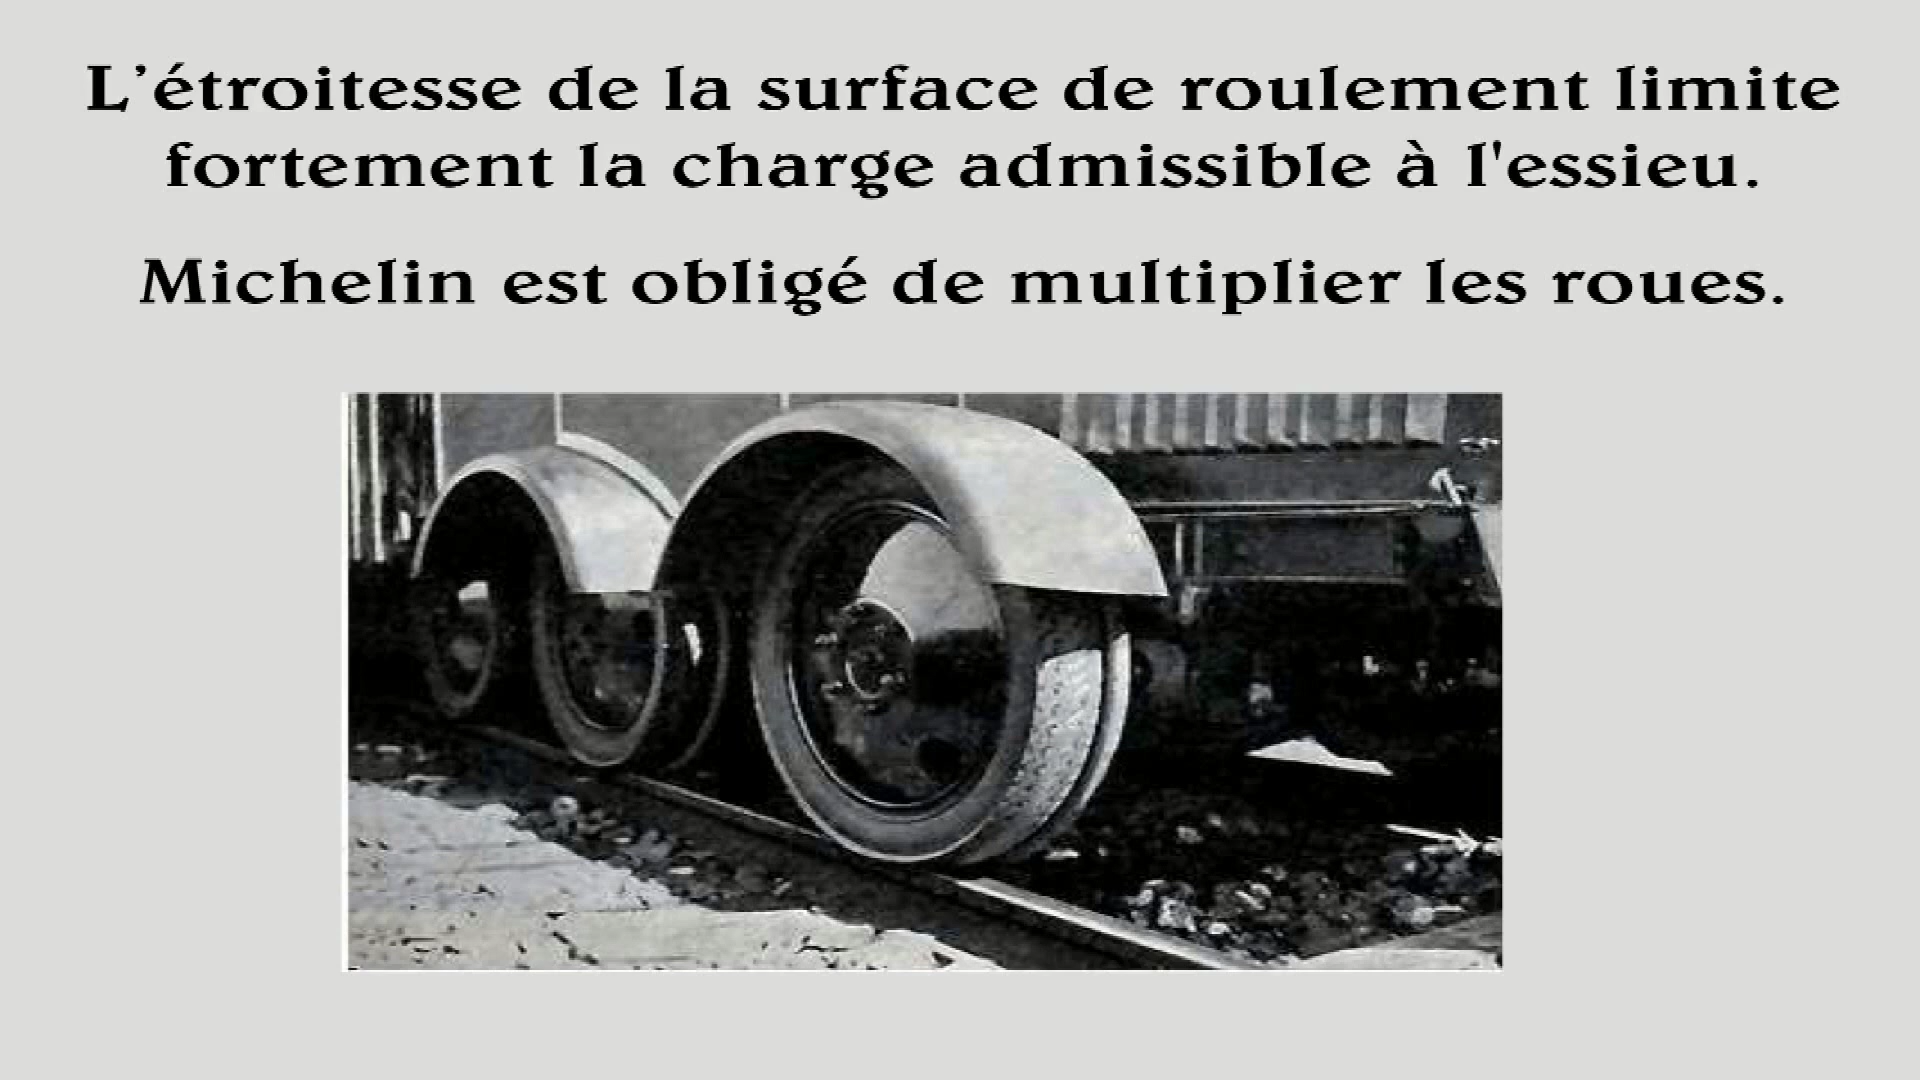 L’étroitesse de la surface de roulement limite
fortement la charge admissible à l'essieu.
Michelin est obligé de multiplier les roues.